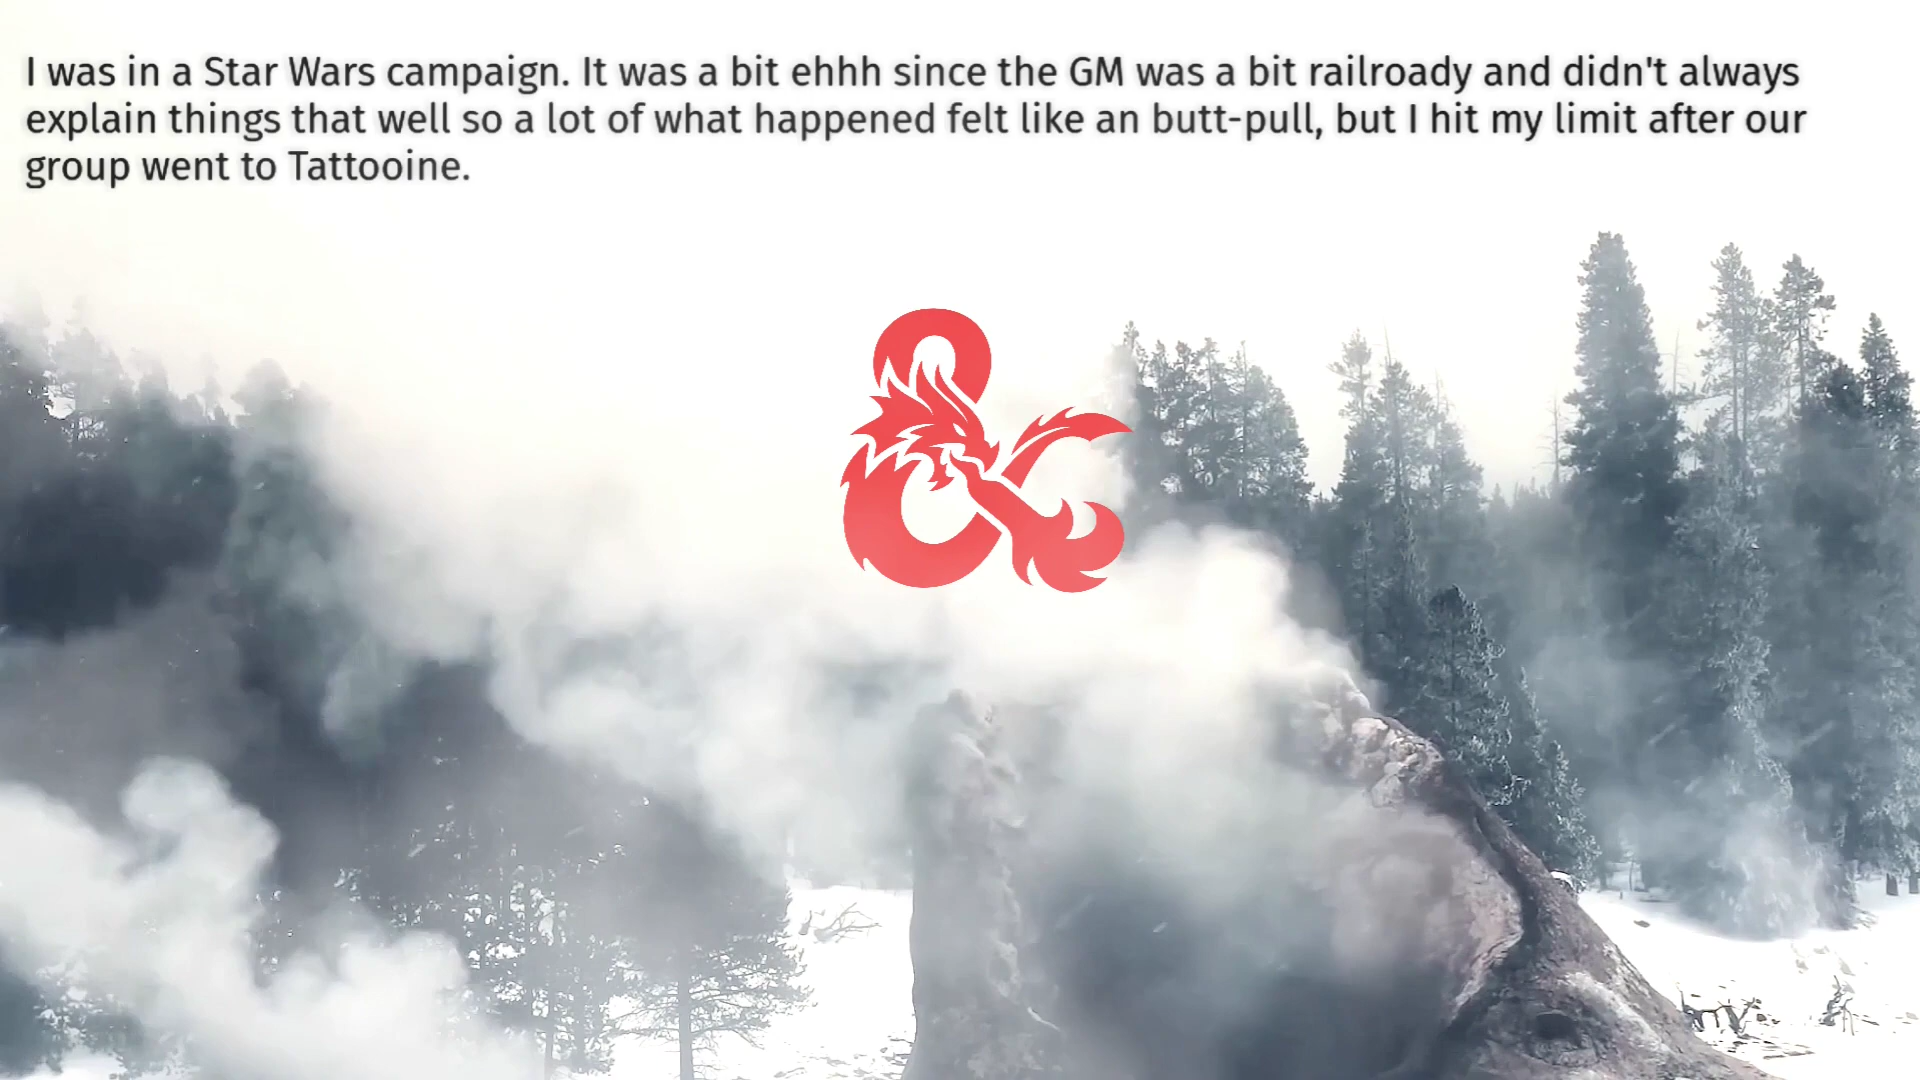 I was in a Star Wars campaign. It was a bit ehhh since the GM was a bit railroady and didn't always
explain things that well so a lot of what happened felt like an butt-pull, but I hit my limit after our
group went to Tattooine.